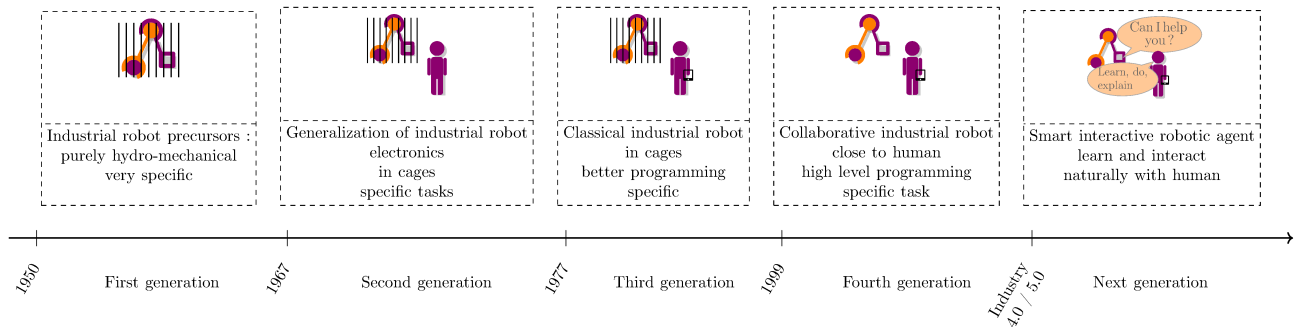 Can I help
you ?
Learn, do,
explain
Industrial robot precursors :
purely hydro-mechanical
very specific
Generalization of industrial robot
electronics
in cages
specific tasks
Classical industrial robot
in cages
better programming
specific
Collaborative industrial robot
close to human
high level programming
specific task
Smart interactive robotic agent
learn and interact
naturally with human
1950
First generation
1967
Second generation
1977
Third generation
1999
Fourth generation
Industry
4.0 / 5.0
Next generation